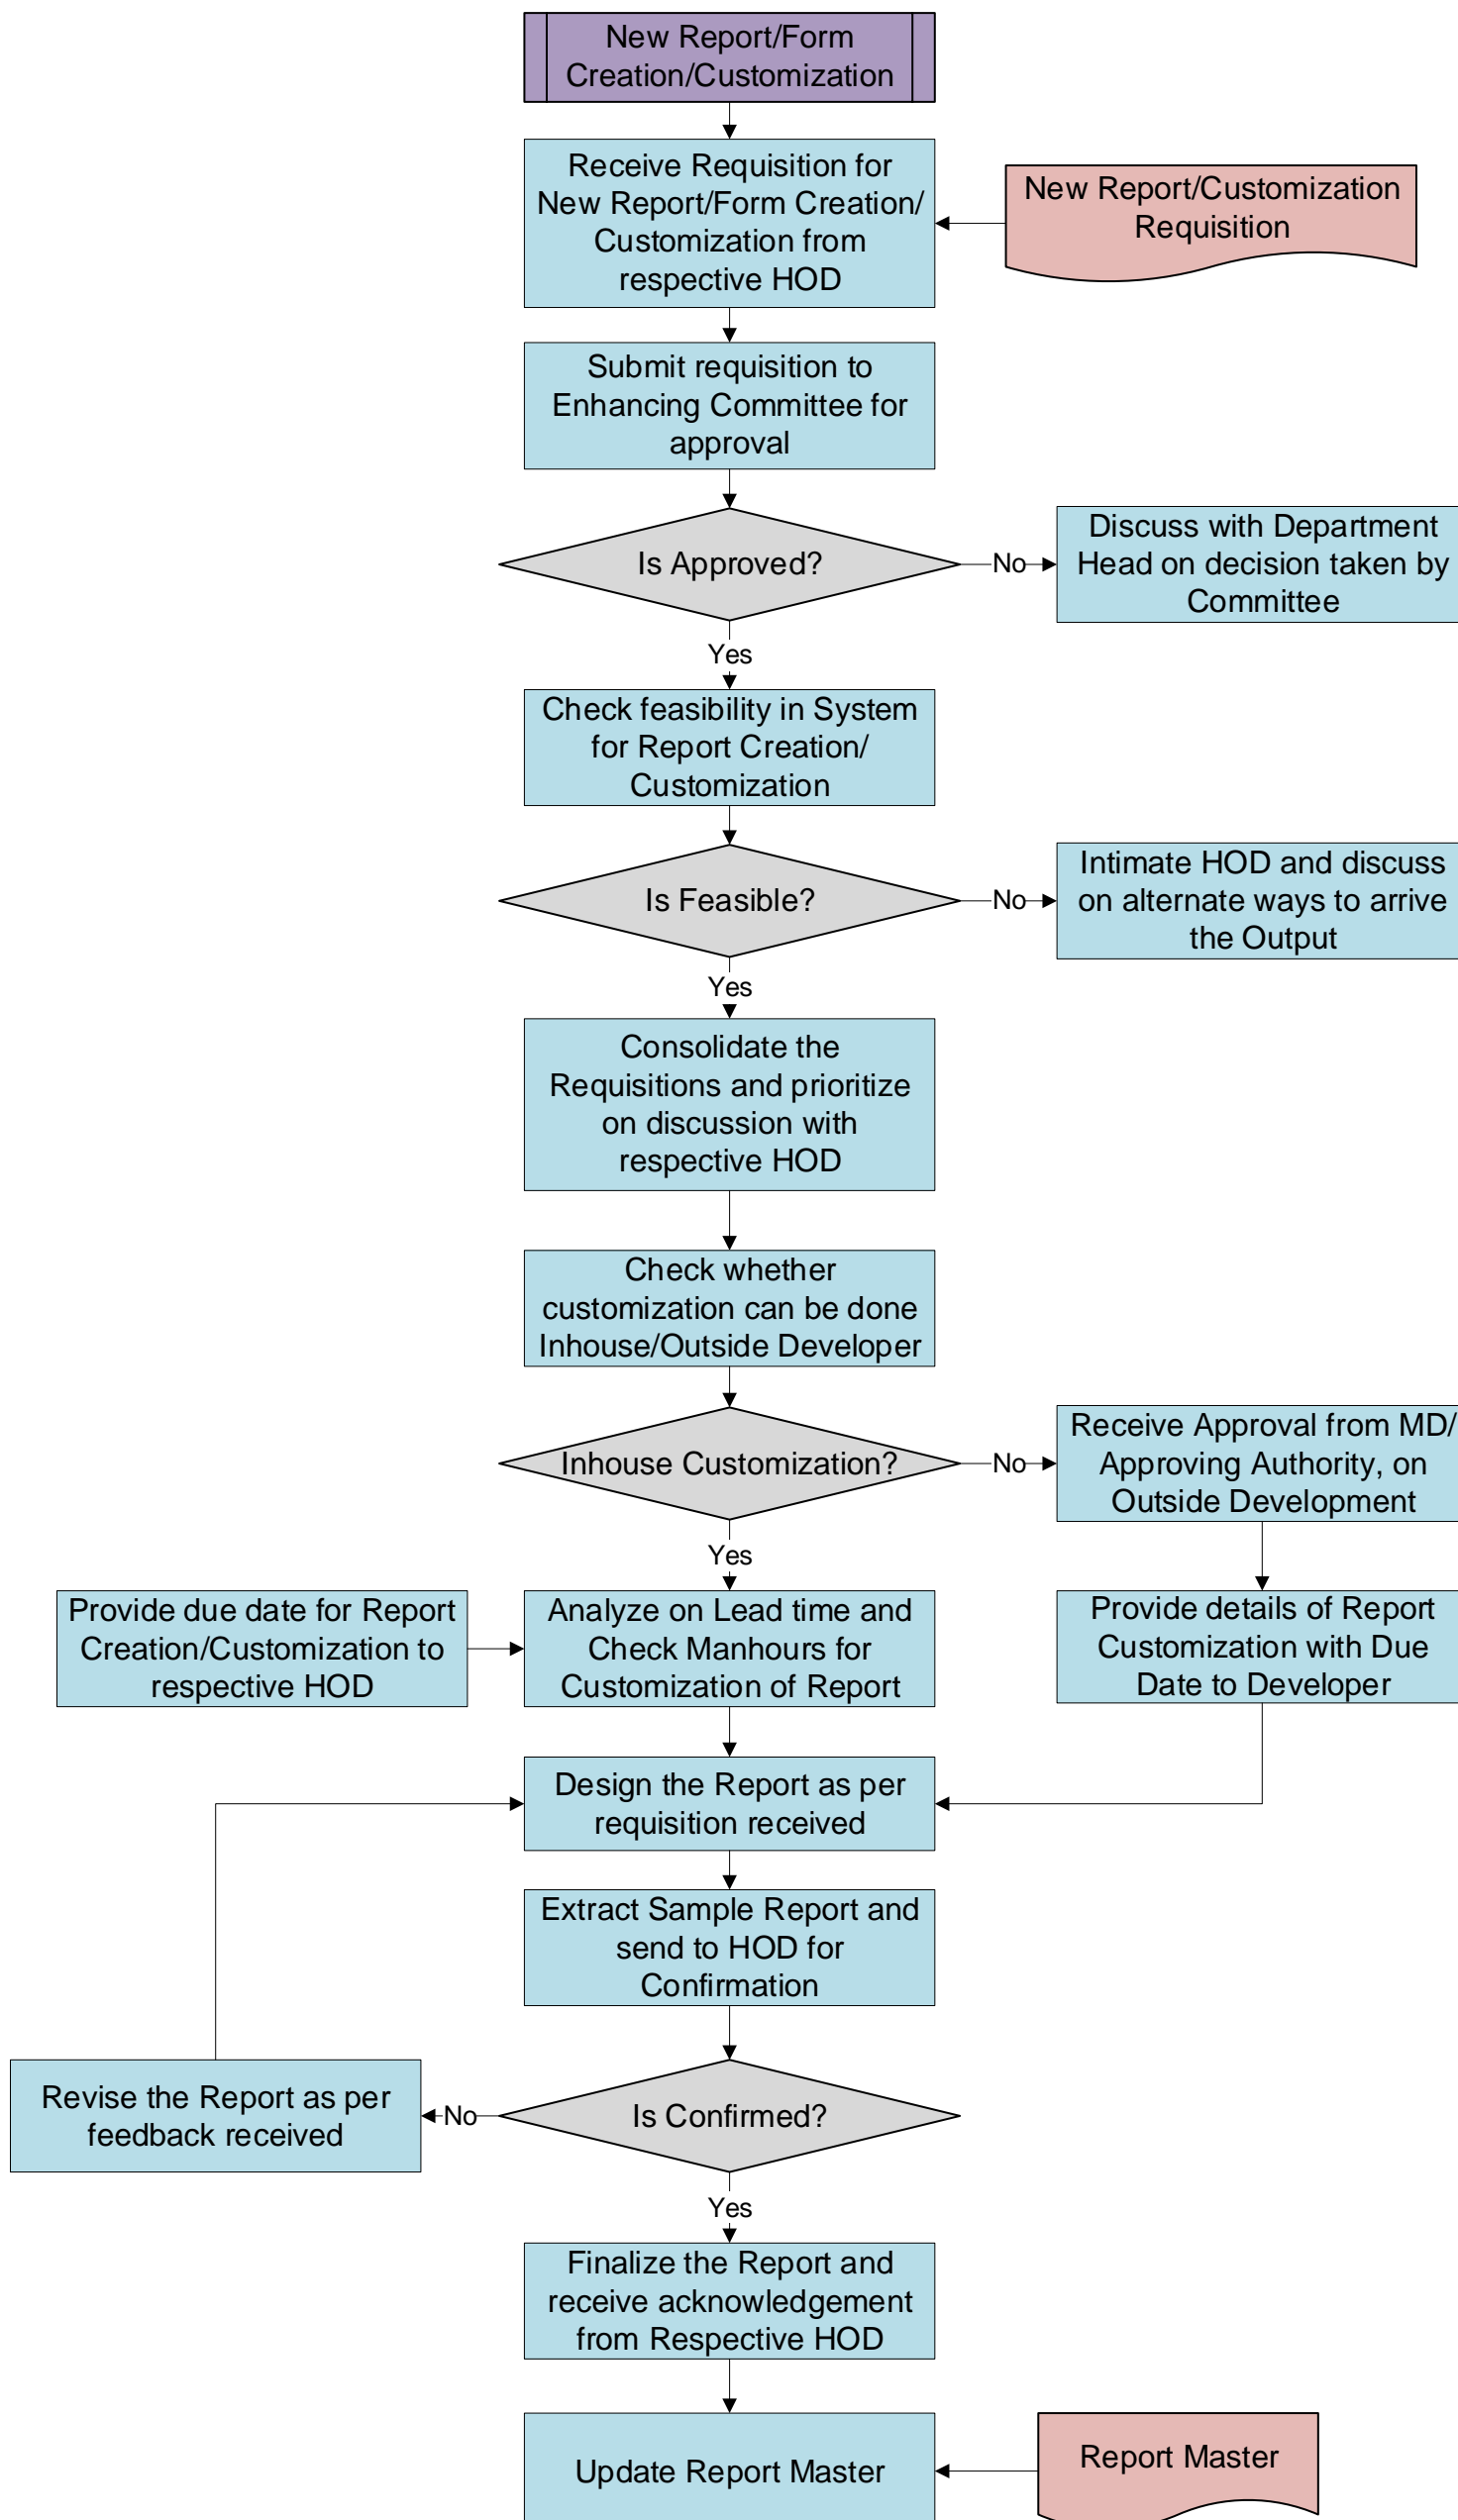 New Report/Form
Creation/Customization
Receive Requisition for
New Report/Form Creation/
Customization from
respective HOD
New Report/Customization
Requisition
Submit requisition to
Enhancing Committee for
approval
Is Approved?
No
Discuss with Department
Head on decision taken by
Committee
Yes
Check feasibility in System
for Report Creation/
Customization
Is Feasible?
No
Intimate HOD and discuss
on alternate ways to arrive
the Output
Yes
Consolidate the
Requisitions and prioritize
on discussion with
respective HOD
Check whether
customization can be done
Inhouse/Outside Developer
Inhouse Customization?
No
Receive Approval from MD/
Approving Authority, on
Outside Development
Yes
Provide due date for Report
Creation/Customization to
respective HOD
Analyze on Lead time and
Check Manhours for
Customization of Report
Provide details of Report
Customization with Due
Date to Developer
Design the Report as per
requisition received
Extract Sample Report and
send to HOD for
Confirmation
Revise the Report as per
feedback received
No
Is Confirmed?
Yes
Finalize the Report and
receive acknowledgement
from Respective HOD
Update Report Master
Report Master